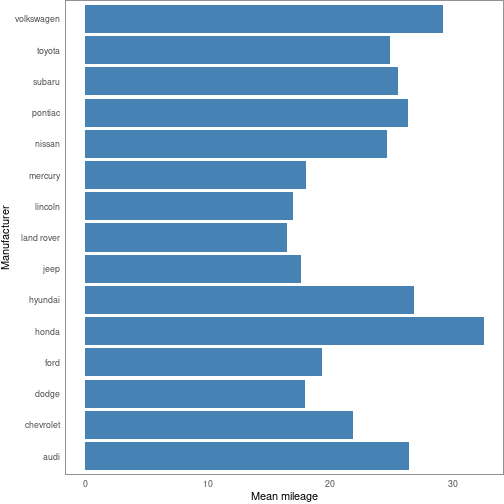 volkswagen
toyota
subaru
pontiac
nissan
mercury
lincoln
land rover
jeep
hyundai
honda
ford
dodge
chevrolet
audi
Manufacturer
0 10 20 30
Mean mileage